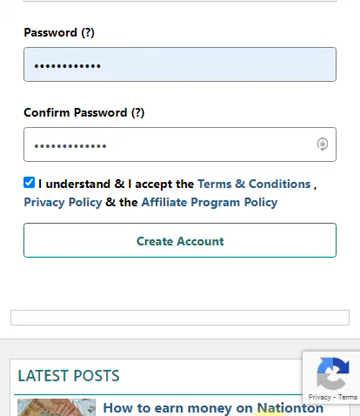 Password (?)
••••••••••••
Confirm Password (?)
•••••••••••••
I understand & I accept the Terms & Conditions ,
Privacy Policy & the Affiliate Program Policy
Create Account
LATEST POSTS
Privacy - Terms
How to earn money on Nationton